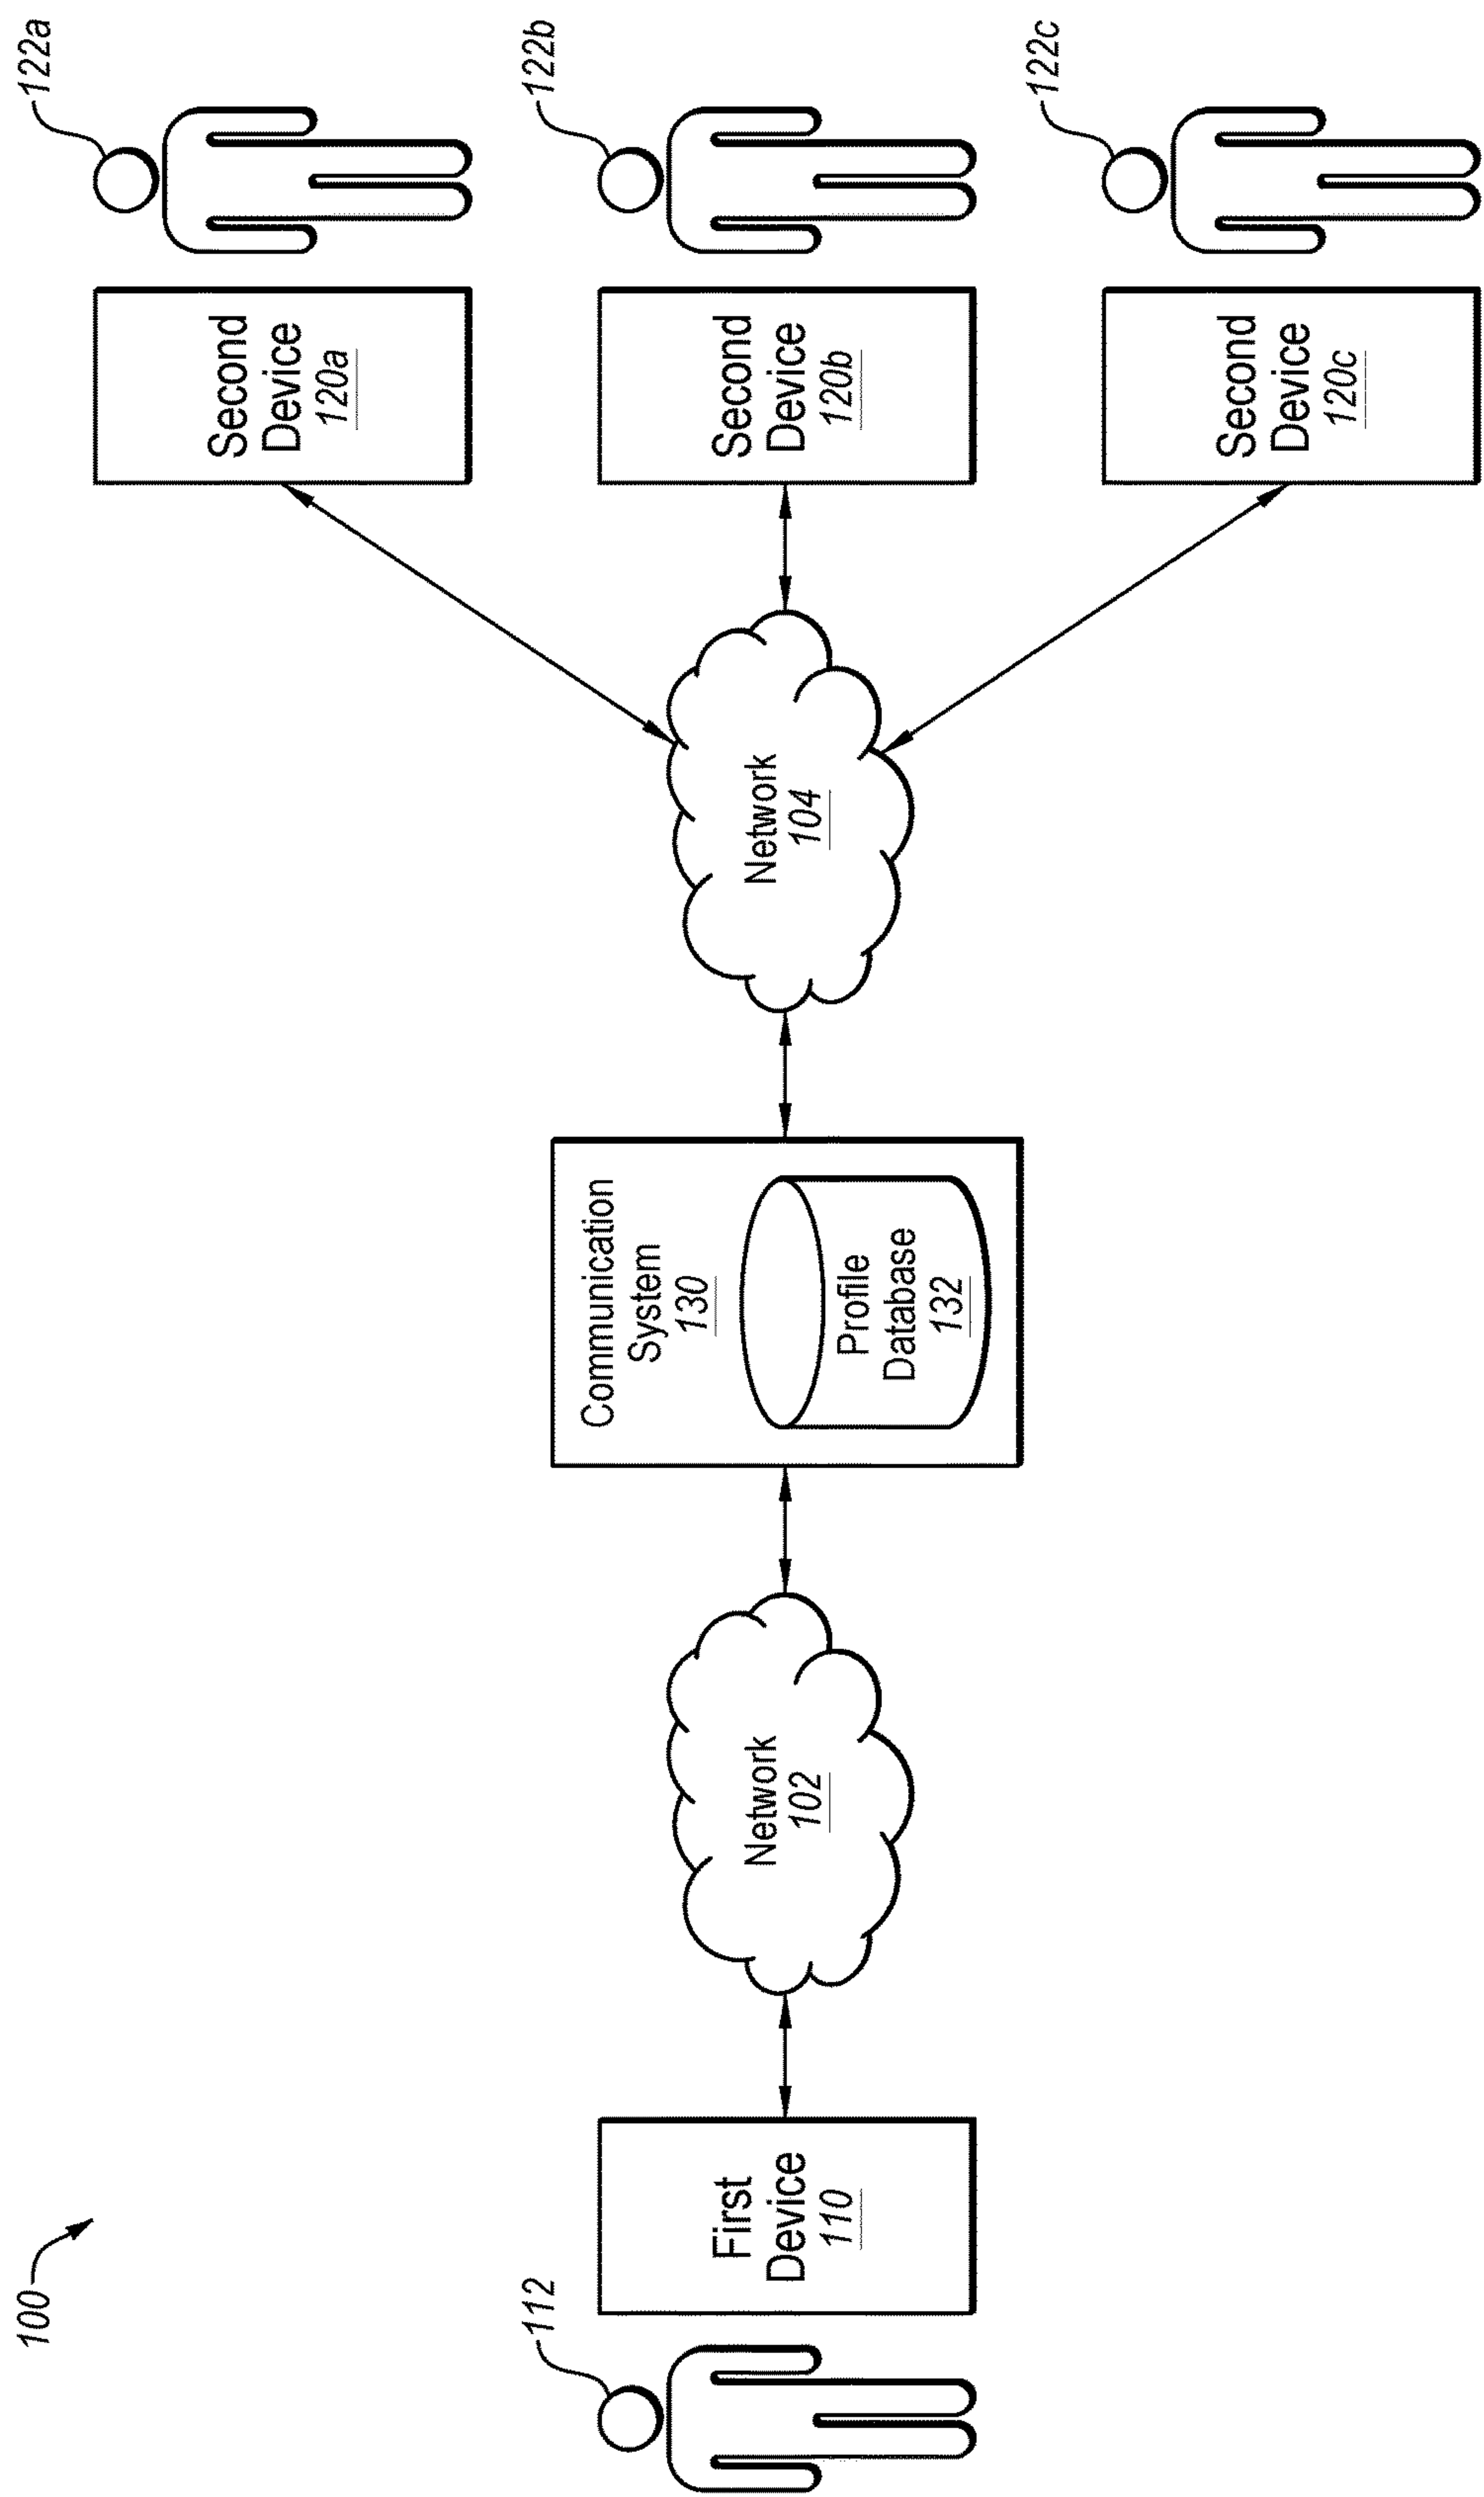 100
112
First
Device
110
Network
102
Communication
System
130
Profile
Database
132
Network
104
Second
Device
120a
122a
Second
Device
120b
122b
Second
Device
120c
122c